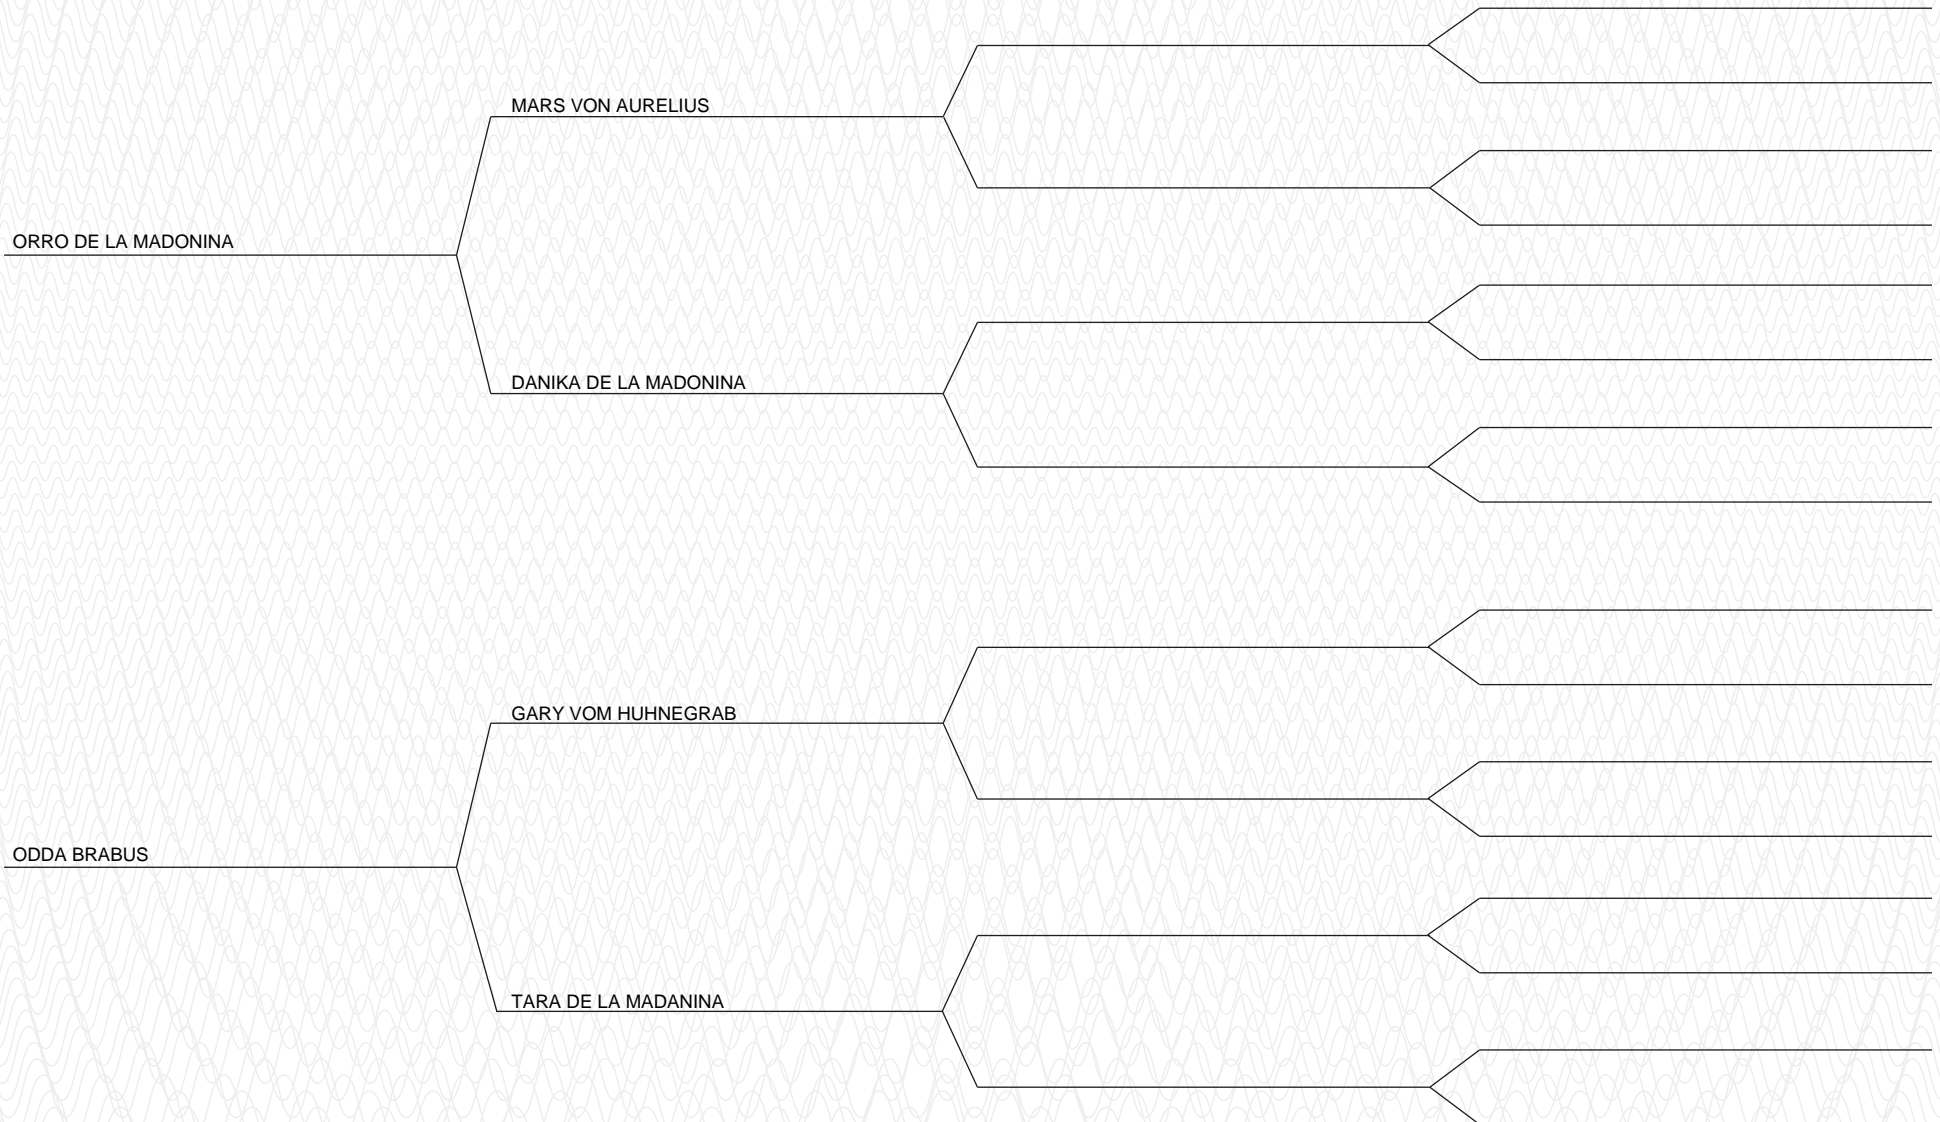 MARS VON AURELIUS
ORRO DE LA MADONINA
DANIKA DE LA MADONINA
GARY VOM HUHNEGRAB
ODDA BRABUS
TARA DE LA MADANINA